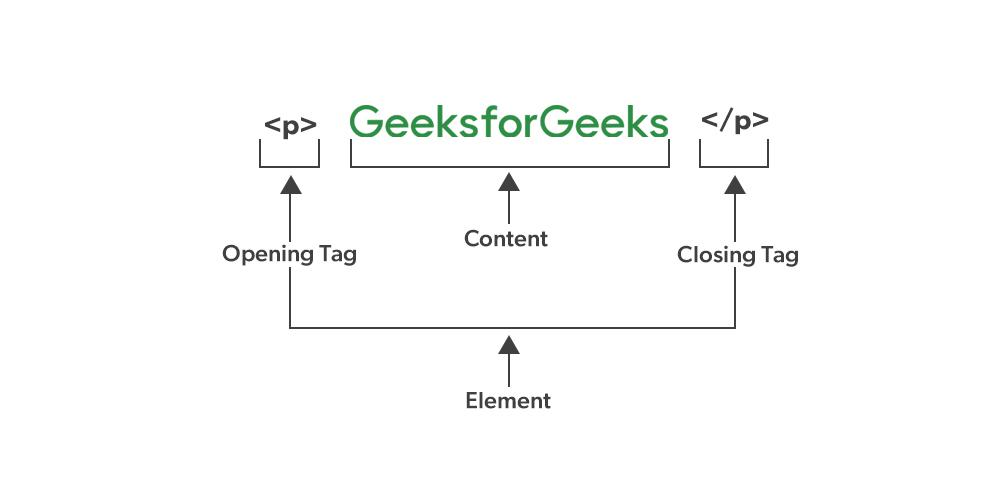 <p> GeeksforGeeks </p>
Opening Tag Content Closing Tag
Element